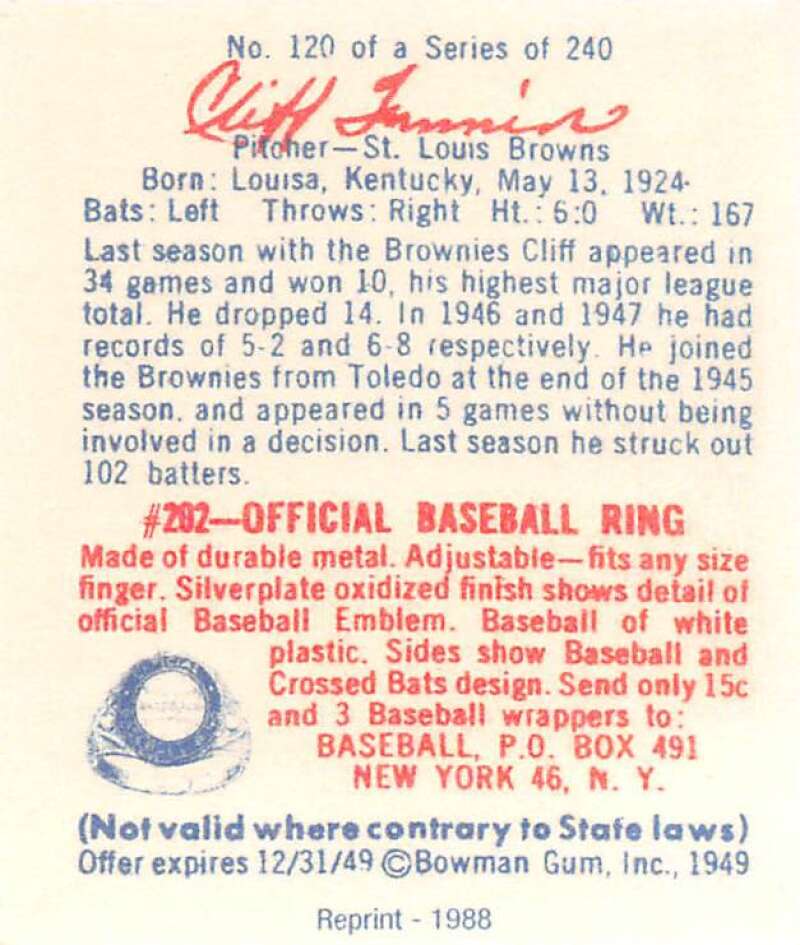 No. 120 of a Series of 240
Cliff Fannin
Pitcher—St. Louis Browns
Born: Louisa, Kentucky, May 13, 1924.
Bats: Left Throws: Right Ht.: 6:0 Wt.: 167
Last season with the Brownies Cliff appeared in
34 games and won 10, his highest major league
total. He dropped 14. In 1946 and 1947 he had
records of 5-2 and 6-8 respectively. He joined
the Brownies from Toledo at the end of the 1945
season, and appeared in 5 games without being
involved in a decision. Last season he struck out
102 batters.
#202—OFFICIAL BASEBALL RING
Made of durable metal. Adjustable—fits any size
finger. Silverplate oxidized finish shows detail of
official Baseball Emblem. Baseball of white
plastic. Sides show Baseball and
Crossed Bats design. Send only 15c
and 3 Baseball wrappers to:
BASEBALL, P.O. BOX 491
NEW YORK 46, N. Y.
(Not valid where contrary to State laws)
Offer expires 12/31/49 ©Bowman Gum, Inc., 1949
Reprint - 1988